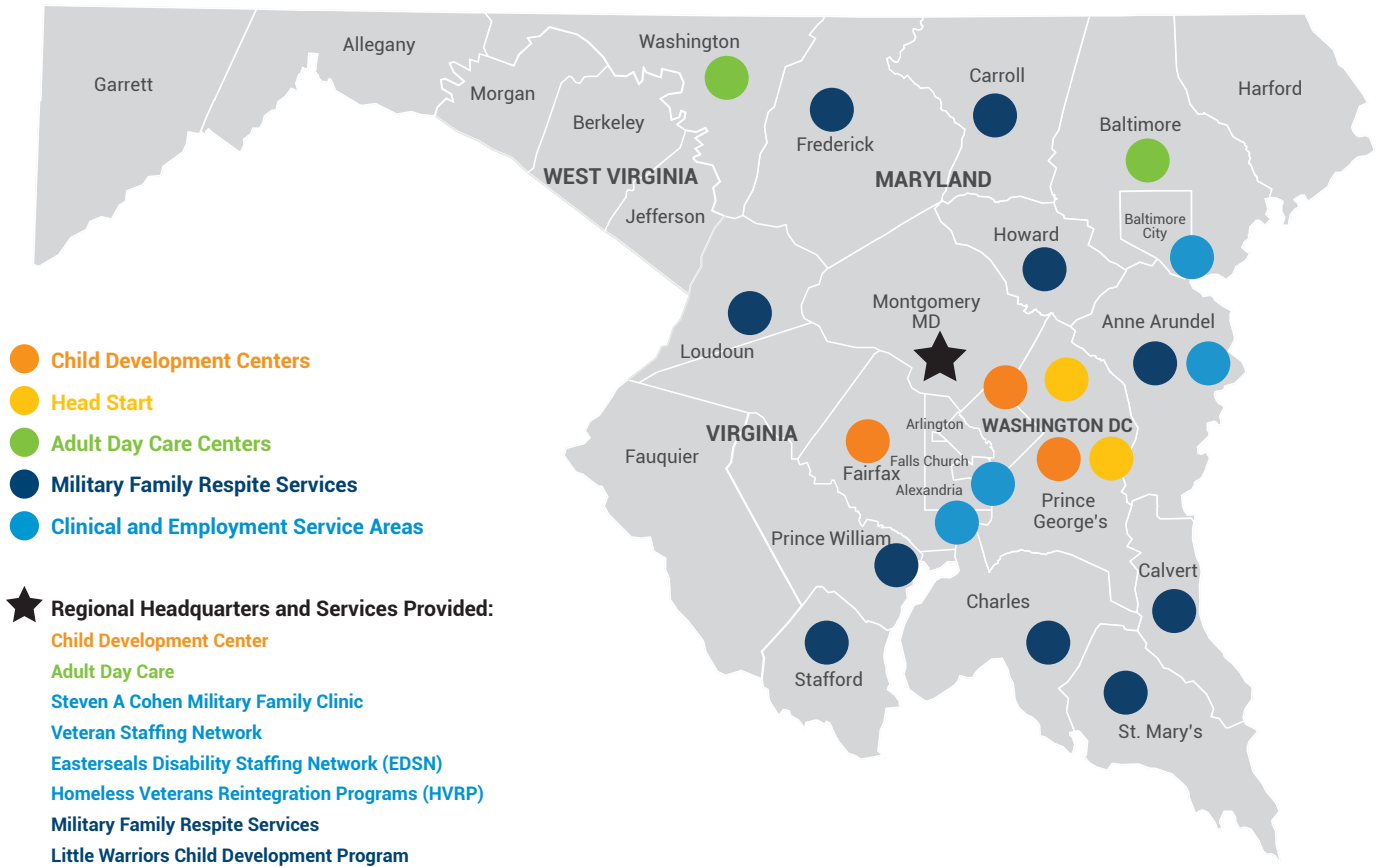 Garrett
Allegany
Morgan
Berkeley
WEST VIRGINIA
Jefferson
Washington
Frederick
Carroll
MARYLAND
Baltimore
Harford
Baltimore
City
Howard
Montgomery
MD
Anne Arundel
Loudoun
Arlington
WASHINGTON DC
VIRGINIA
Fauquier
Fairfax
Falls Church
Alexandria
Prince
George's
Prince William
Calvert
Charles
Stafford
St. Mary's
Child Development Centers
Head Start
Adult Day Care Centers
Military Family Respite Services
Clinical and Employment Service Areas
Regional Headquarters and Services Provided:
Child Development Center
Adult Day Care
Steven A Cohen Military Family Clinic
Veteran Staffing Network
Easterseals Disability Staffing Network (EDSN)
Homeless Veterans Reintegration Programs (HVRP)
Military Family Respite Services
Little Warriors Child Development Program